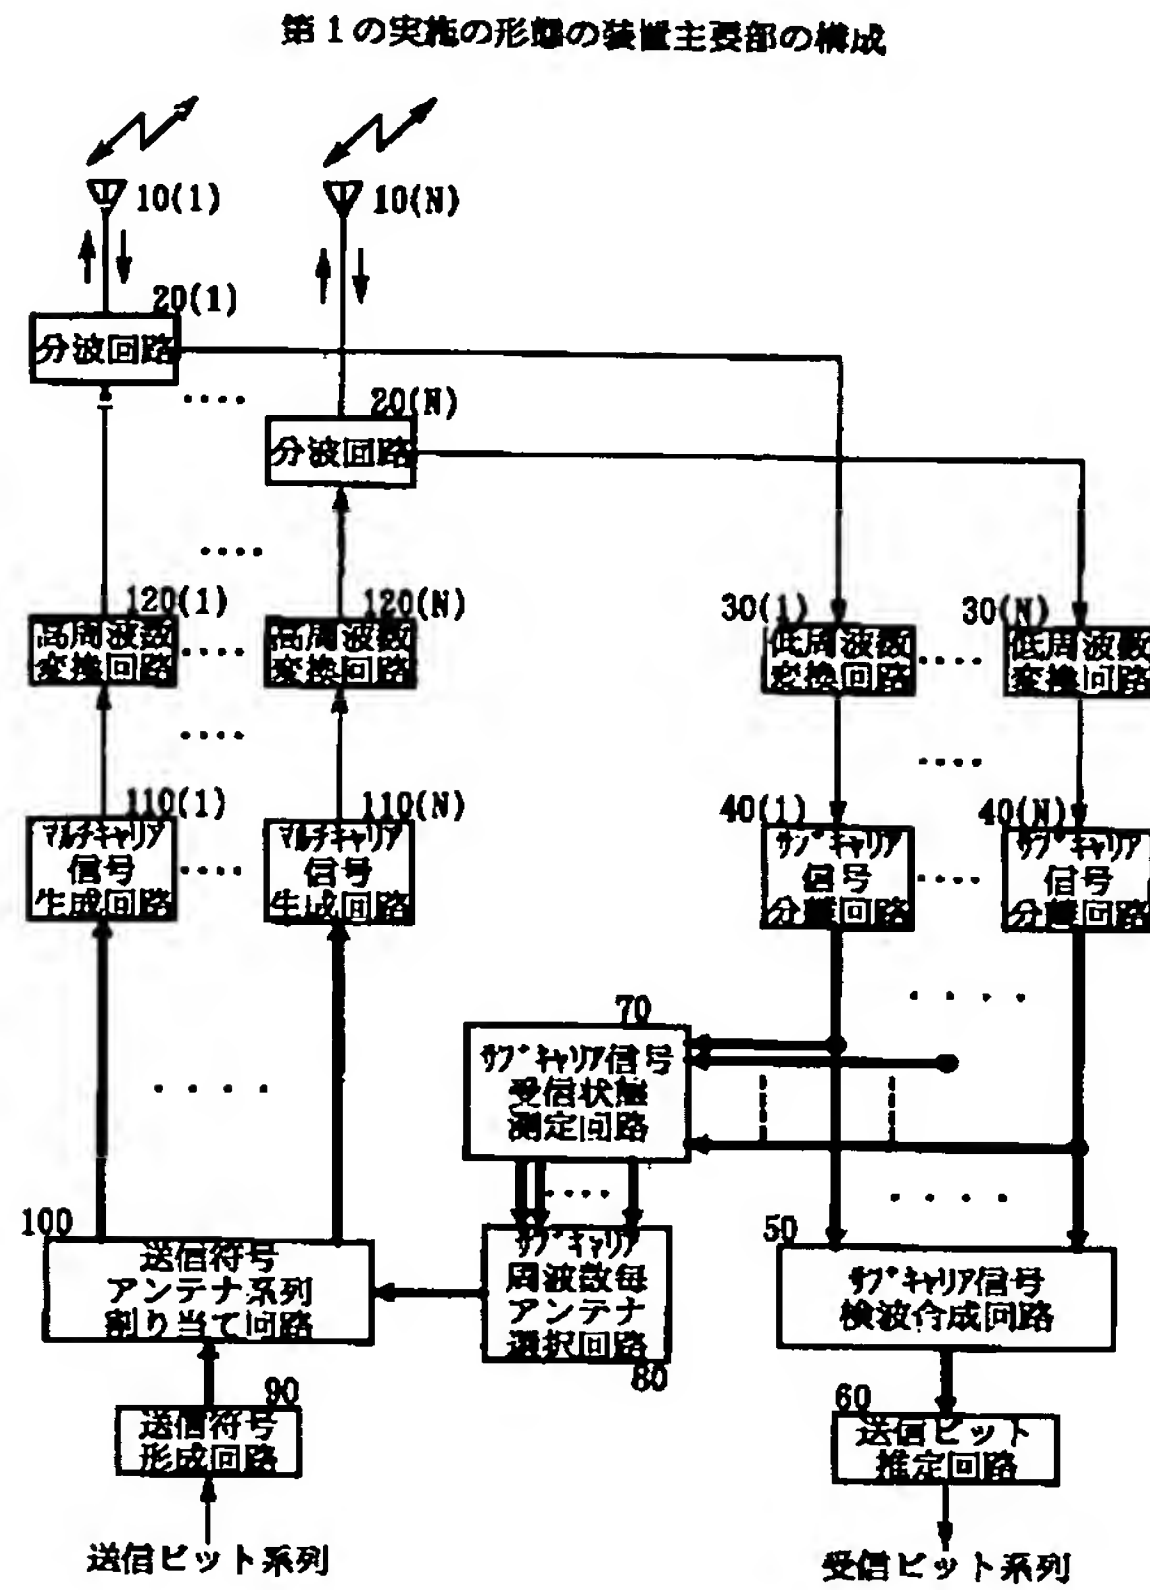 第1の実施の形態の装置主要部の構成
10(1)
10(N)
20(1)
分波回路
20(N)
分波回路
120(1)
高周波数
変換回路
120(N)
高周波数
変換回路
30(1)
低周波数
変換回路
30(N)
低周波数
変換回路
110(1)
マルチキャリア
信号
生成回路
110(N)
マルチキャリア
信号
生成回路
40(1)
サブキャリア
信号
分離回路
40(N)
サブキャリア
信号
分離回路
70
サブキャリア信号
受信状態
測定回路
100
送信符号
アンテナ系列
割り当て回路
サブキャリア
周波数毎
アンテナ
選択回路
80
50
サブキャリア信号
検波合成回路
90
送信符号
形成回路
60
送信ビット
推定回路
送信ビット系列
受信ビット系列